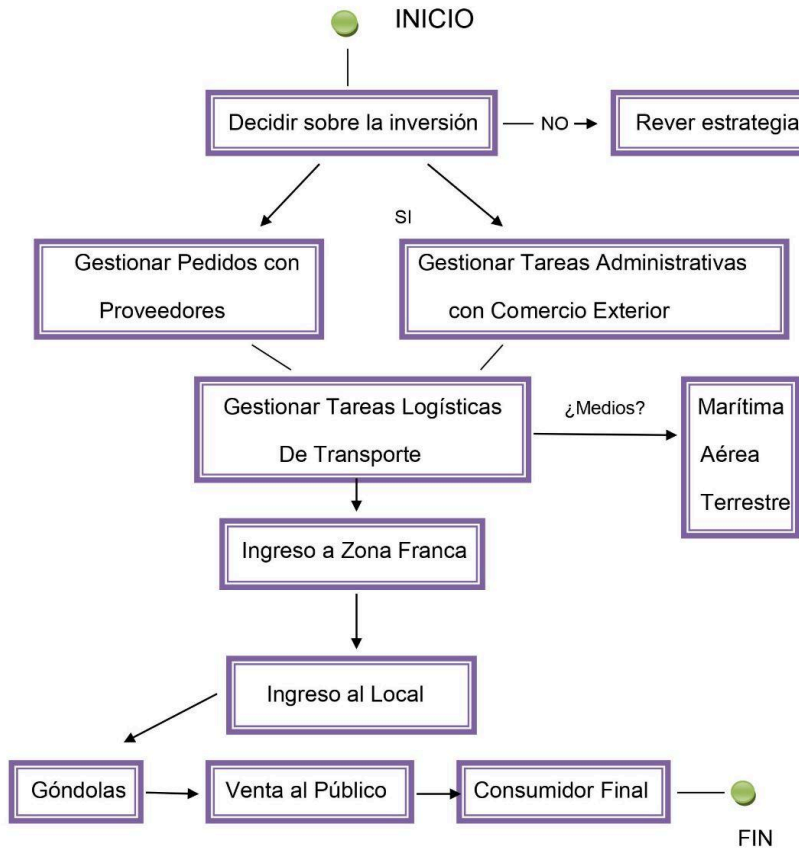 INICIO
Decidir sobre la inversión
NO
Rever estrategia
SI
Gestionar Pedidos con
Proveedores
Gestionar Tareas Administrativas
con Comercio Exterior
Gestionar Tareas Logísticas
De Transporte
¿Medios?
Marítima
Aérea
Terrestre
Ingreso a Zona Franca
Ingreso al Local
Góndolas
Venta al Público
Consumidor Final
FIN